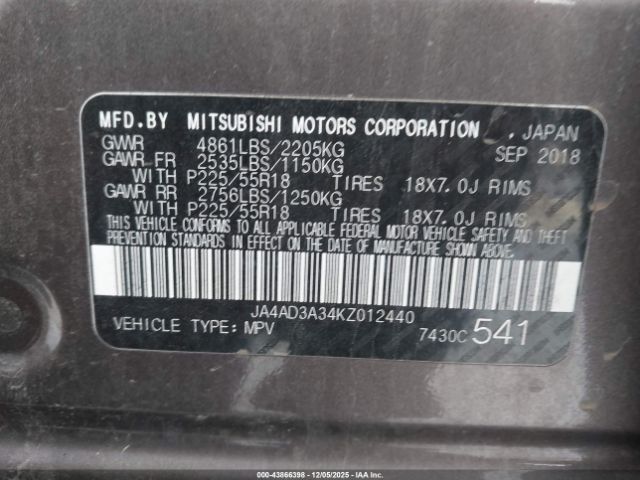 MFD.BY MITSUBISHI MOTORS CORPORATION , JAPAN
GVWR 4861LBS/2205KG SEP 2018
GAWR FR 2535LBS/1150KG
WITH P225/55R18 TIRES 18X7.0J RIMS
GAWR RR 2756LBS/1250KG
WITH P225/55R18 TIRES 18X7.0J RIMS
THIS VEHICLE CONFORMS TO ALL APPLICABLE FEDERAL MOTOR VEHICLE SAFETY AND THEFT
PREVENTION STANDARDS IN EFFECT ON THE DATE OF MANUFACTURE SHOWN ABOVE.
JA4AD3A34KZ012440
VEHICLE TYPE: MPV 7430C 541
000-43866398 - 12/05/2025 - IAA Inc.